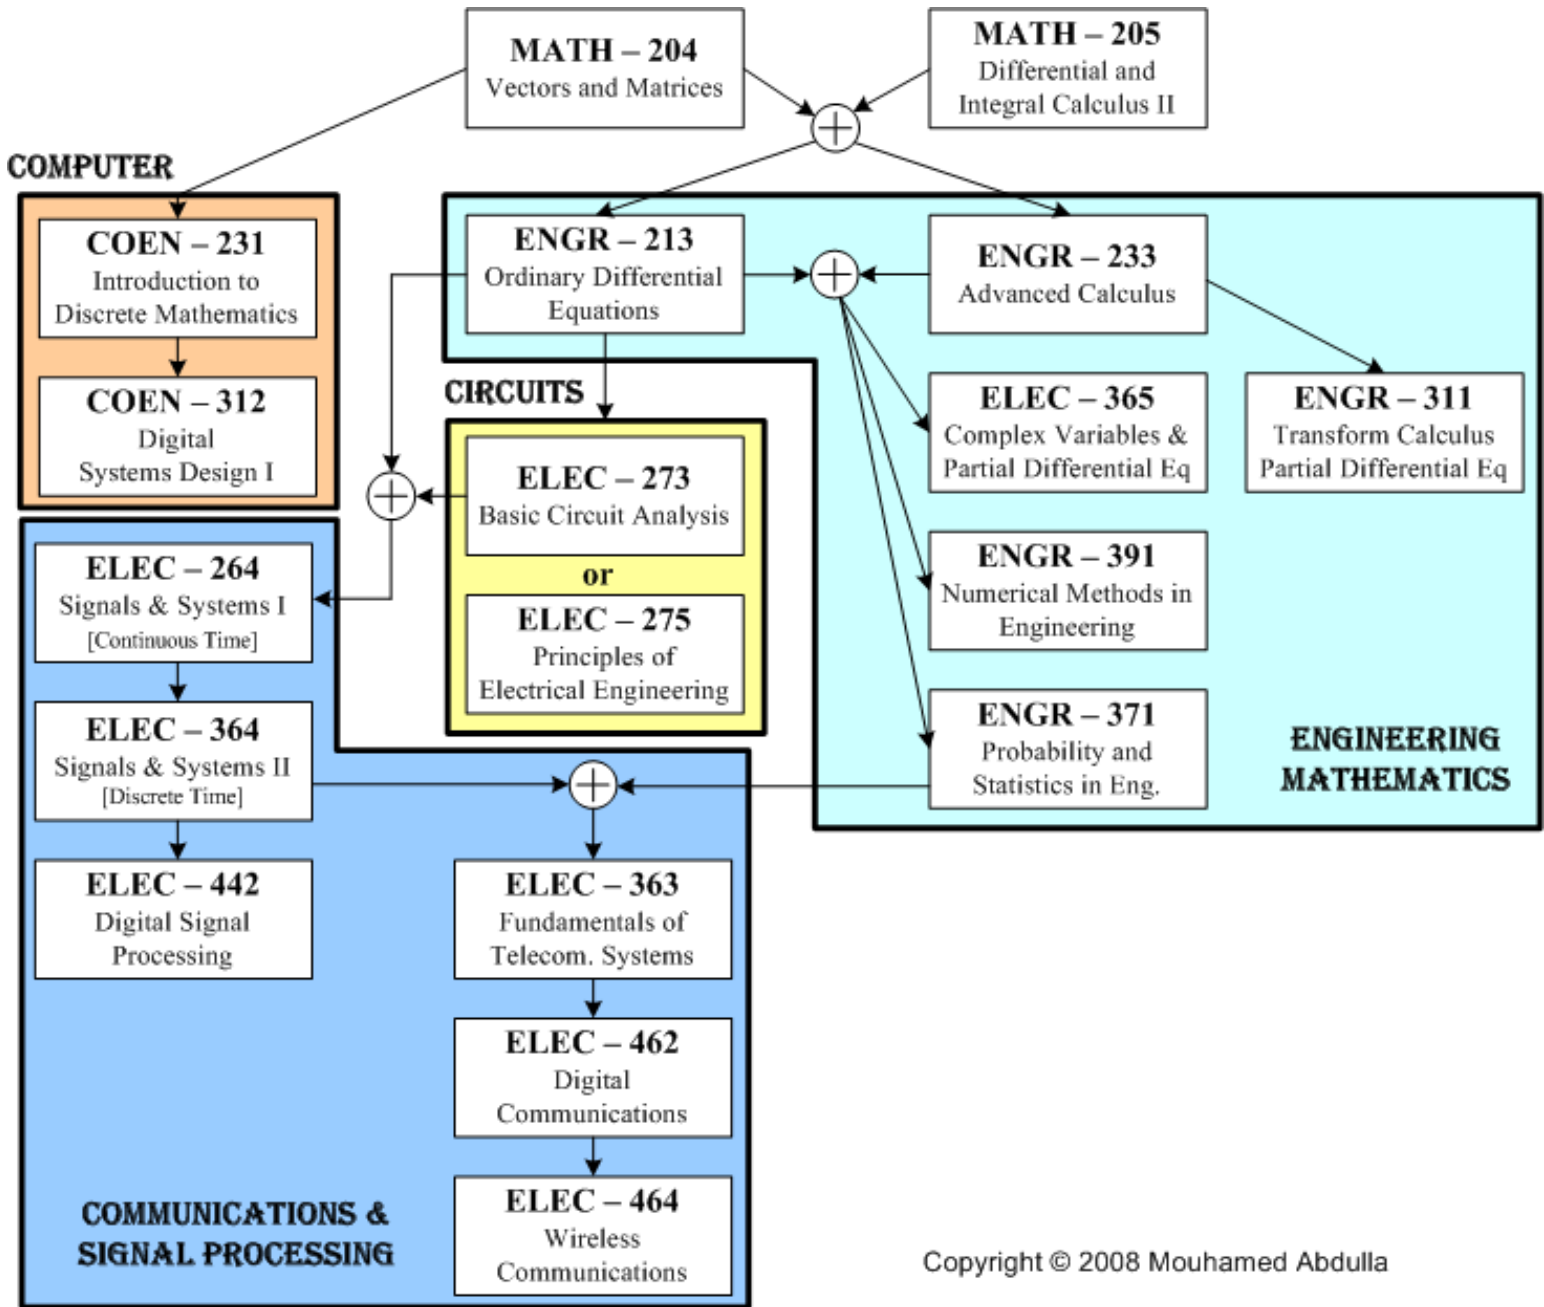 MATH – 204
Vectors and Matrices
MATH – 205
Differential and
Integral Calculus II
COMPUTER
COEN – 231
Introduction to
Discrete Mathematics
COEN – 312
Digital
Systems Design I
ENGR – 213
Ordinary Differential
Equations
ENGR – 233
Advanced Calculus
ELEC – 365
Complex Variables &
Partial Differential Eq
ENGR – 311
Transform Calculus
Partial Differential Eq
ENGR – 391
Numerical Methods in
Engineering
ENGR – 371
Probability and
Statistics in Eng.
ENGINEERING
MATHEMATICS
CIRCUITS
ELEC – 273
Basic Circuit Analysis
or
ELEC – 275
Principles of
Electrical Engineering
ELEC – 264
Signals & Systems I
[Continuous Time]
ELEC – 364
Signals & Systems II
[Discrete Time]
ELEC – 442
Digital Signal
Processing
ELEC – 363
Fundamentals of
Telecom. Systems
ELEC – 462
Digital
Communications
ELEC – 464
Wireless
Communications
COMMUNICATIONS &
SIGNAL PROCESSING
Copyright © 2008 Mouhamed Abdulla